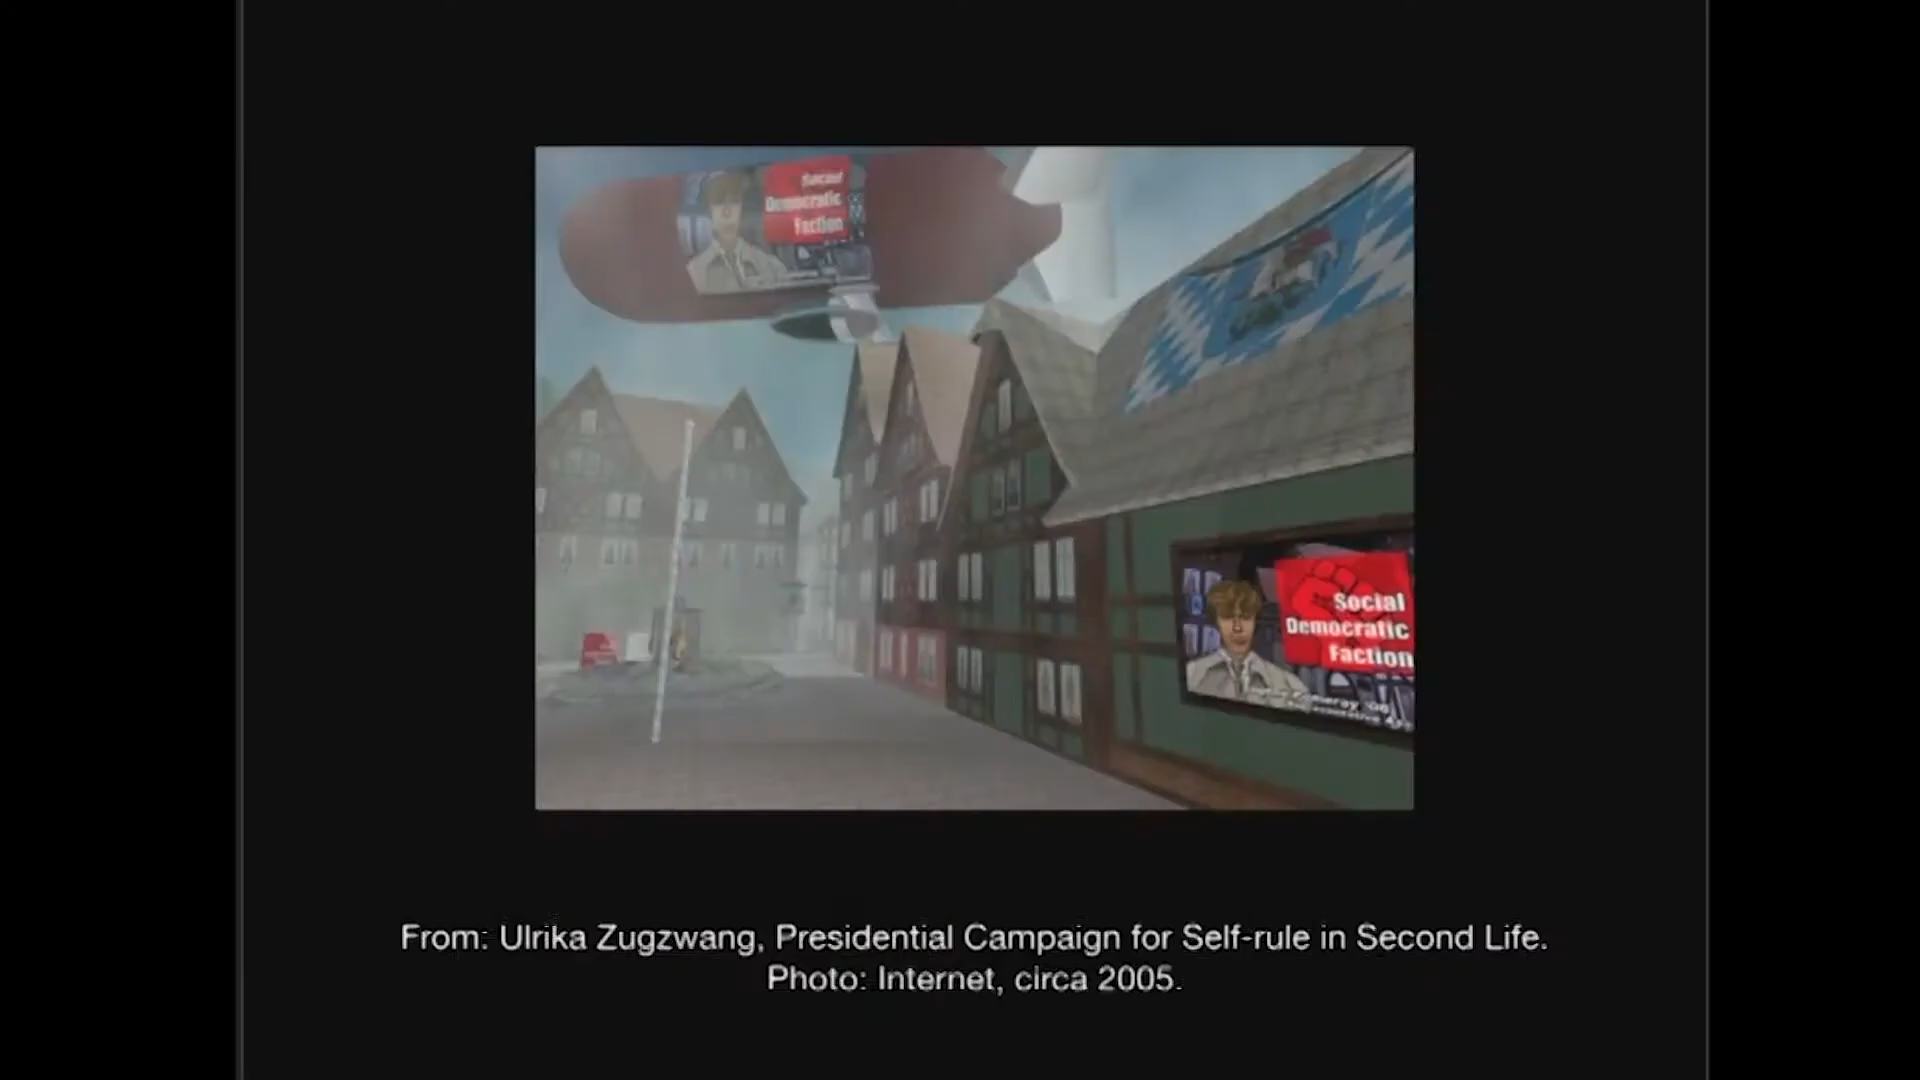 Social
Democratic
Faction
Social
Democratic
Faction
From: Ulrika Zugzwang, Presidential Campaign for Self-rule in Second Life.
Photo: Internet, circa 2005.